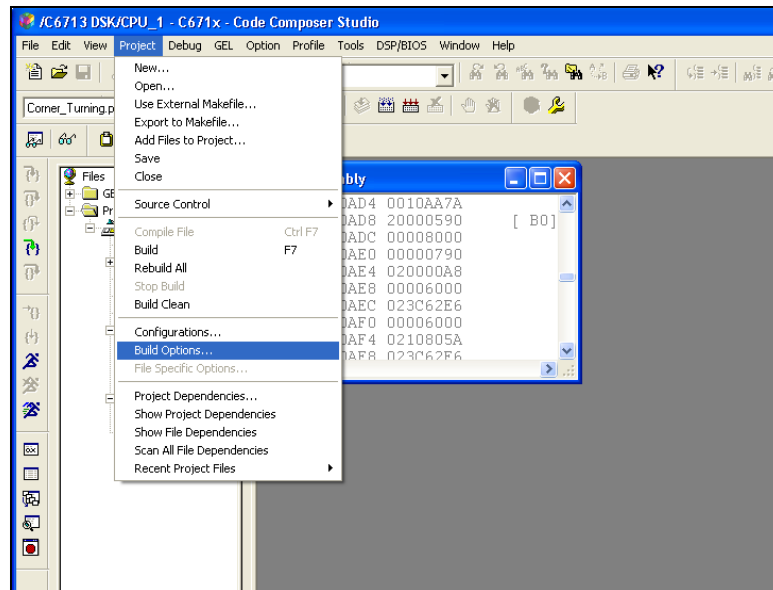 /C6713 DSK/CPU_1 - C671x - Code Composer Studio
File Edit View Project Debug GEL Option Profile Tools DSP/BIOS Window Help
New...
Open...
Use External Makefile...
Export to Makefile...
Add Files to Project...
Save
Close
Source Control
Compile File Ctrl F7
Build F7
Rebuild All
Stop Build
Build Clean
Configurations...
Build Options...
File Specific Options...
Project Dependencies...
Show Project Dependencies
Show File Dependencies
Scan All File Dependencies
Recent Project Files
Corner_Turning.p
Files
GE
Pr
bly
0AD4 0010AA7A
0AD8 20000590 [ B0]
0ADC 00008000
0AE0 00000790
0AE4 020000A8
0AE8 00006000
0AEC 023C62E6
0AF0 00006000
0AF4 0210805A
0AF8 023C62F6